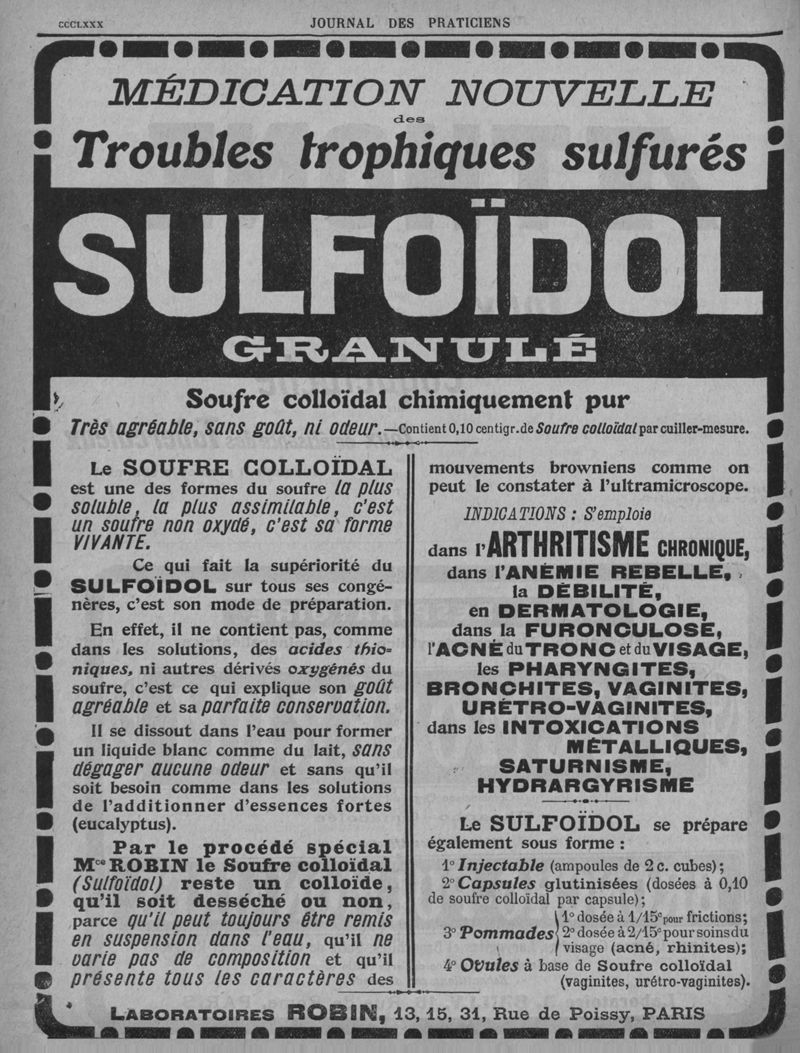 CCCLXXX
JOURNAL DES PRATICIENS
MÉDICATION NOUVELLE
des
Troubles trophiques sulfurés
SULFOÏDOL
GRANULÉ
Soufre colloïdal chimiquement pur
Très agréable, sans goût, ni odeur.—Contient 0,10 centigr. de Soufre colloïdal par cuiller-mesure.
Le SOUFRE COLLOÏDAL
est une des formes du soufre la plus
soluble, la plus assimilable, c'est
un soufre non oxydé, c'est sa forme
VIVANTE.
Ce qui fait la supériorité du
SULFOÏDOL sur tous ses congé-
nères, c'est son mode de préparation.
En effet, il ne contient pas, comme
dans les solutions, des acides thio-
niques, ni autres dérivés oxygénés du
soufre, c'est ce qui explique son goût
agréable et sa parfaite conservation.
Il se dissout dans l'eau pour former
un liquide blanc comme du lait, sans
dégager aucune odeur et sans qu'il
soit besoin comme dans les solutions
de l'additionner d'essences fortes
(eucalyptus).
Par le procédé spécial
Mce ROBIN le Soufre colloïdal
(Sulfoïdol) reste un colloïde,
qu'il soit desséché ou non,
parce qu'il peut toujours être remis
en suspension dans l'eau, qu'il ne
varie pas de composition et qu'il
présente tous les caractères des
mouvements browniens comme on
peut le constater à l'ultramicroscope.
INDICATIONS : S'emploie
dans l'ARTHRITISME CHRONIQUE,
dans l'ANÉMIE REBELLE,
la DÉBILITÉ,
en DERMATOLOGIE,
dans la FURONCULOSE,
l'ACNÉ du TRONC et du VISAGE,
les PHARYNGITES,
BRONCHITES, VAGINITES,
URÉTRO-VAGINITES,
dans les INTOXICATIONS
MÉTALLIQUES,
SATURNISME,
HYDRARGYRISME
Le SULFOÏDOL se prépare
également sous forme :
1° Injectable (ampoules de 2 c. cubes) ;
2° Capsules glutinisées (dosées à 0,10
de soufre colloïdal par capsule) ;
3° Pommades
1° dosée à 1/15e pour frictions;
2° dosée à 2/15e pour soins du
visage (acné, rhinites);
4° Ovules à base de Soufre colloïdal
(vaginites, urétro-vaginites).
LABORATOIRES ROBIN, 13, 15, 31, Rue de Poissy, PARIS